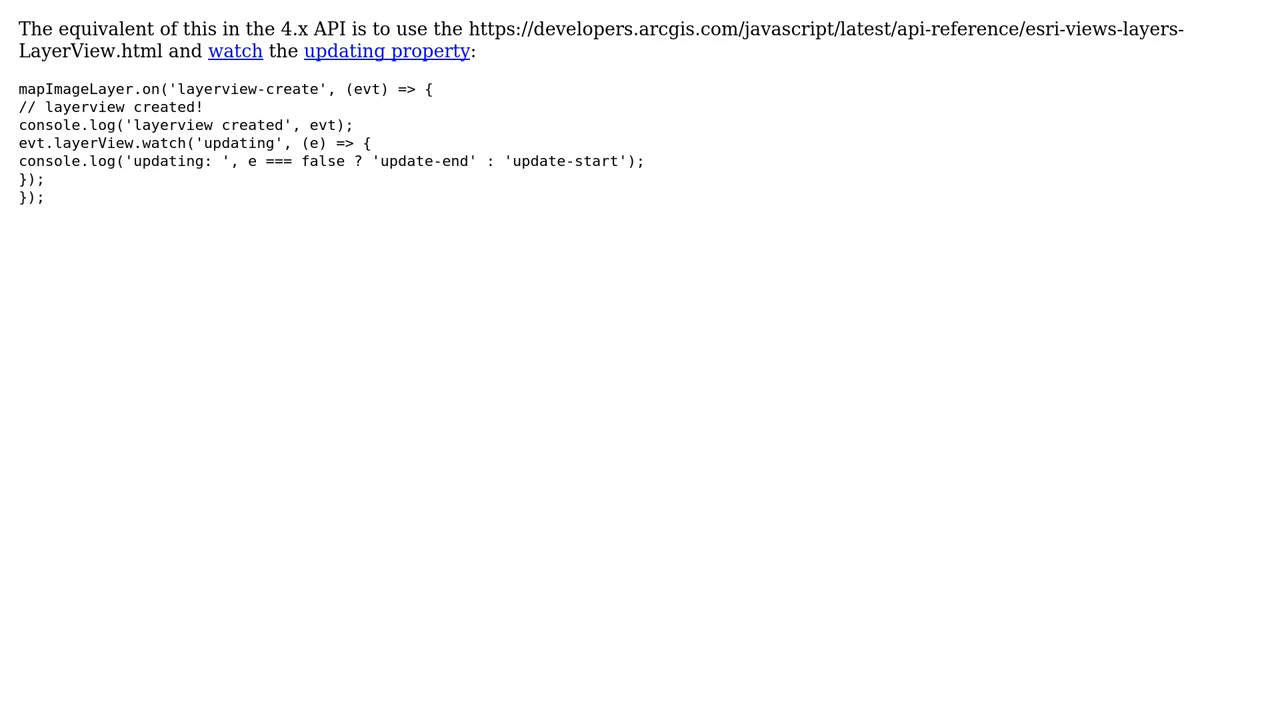 The equivalent of this in the 4.x API is to use the https://developers.arcgis.com/javascript/latest/api-reference/esri-views-layers-
LayerView.html and watch the updating property:
mapImageLayer.on('layerview-create', (evt) => {
// layerview created!
console.log('layerview created', evt);
evt.layerView.watch('updating', (e) => {
console.log('updating: ', e === false ? 'update-end' : 'update-start');
});
});